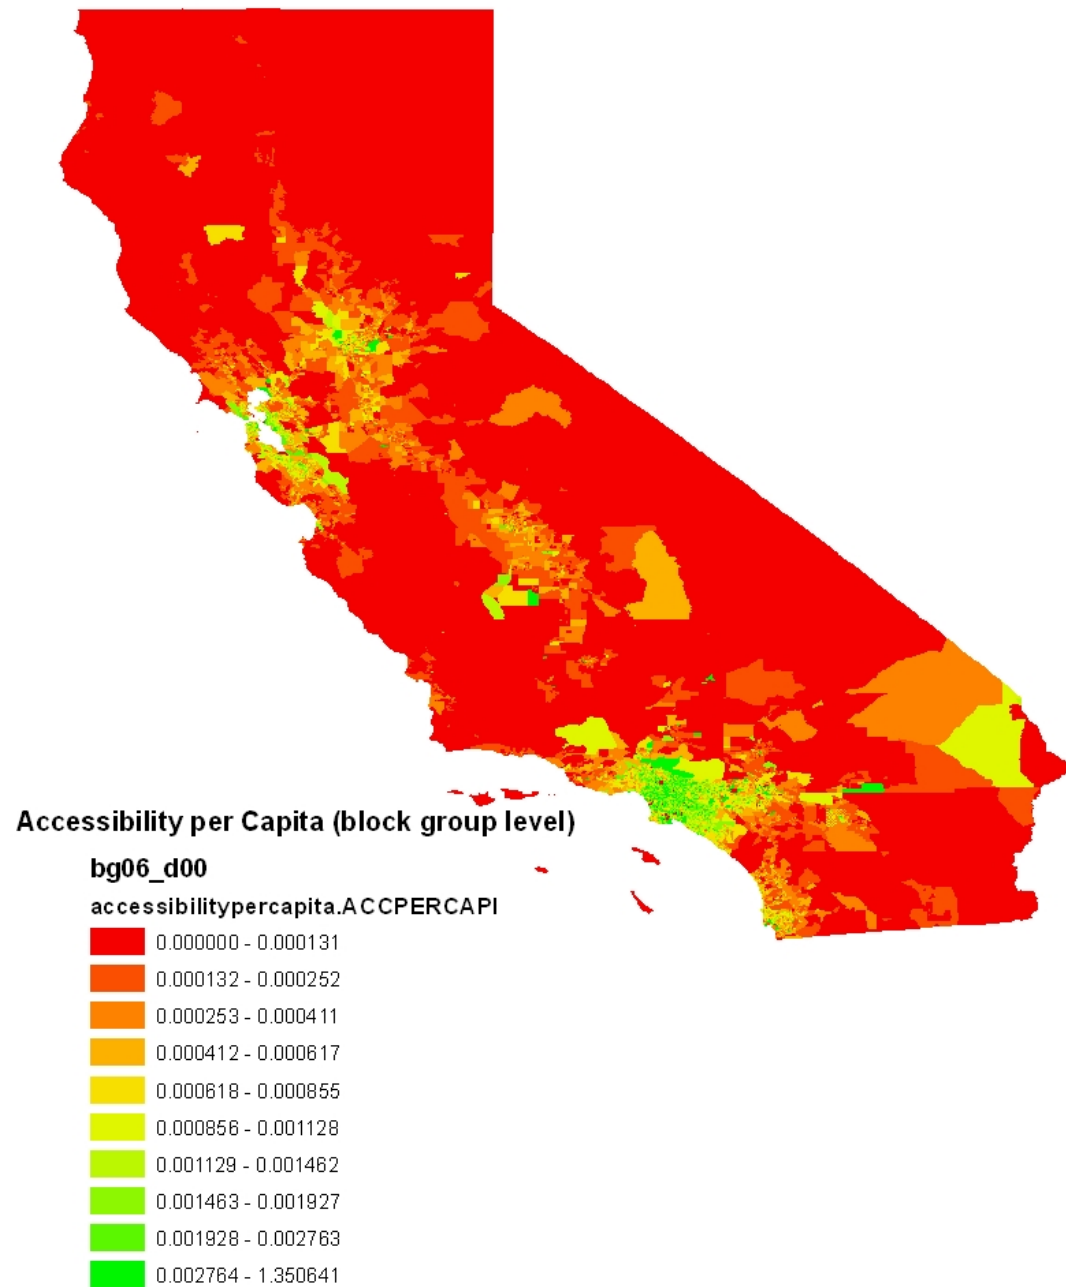 Accessibility per Capita (block group level)
bg06_d00
accessibilitypercapita.ACCPERCAPI
0.000000 - 0.000131
0.000132 - 0.000252
0.000253 - 0.000411
0.000412 - 0.000617
0.000618 - 0.000855
0.000856 - 0.001128
0.001129 - 0.001462
0.001463 - 0.001927
0.001928 - 0.002763
0.002764 - 1.350641